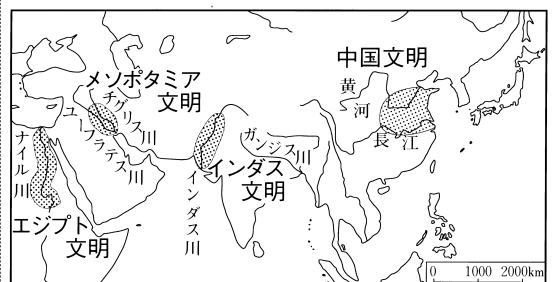 中国文明
メソポタミア
文明
黄河
チグリス川
ユーフラテス川
ナイル川
ガンジス川
長江
インダス
文明
インダス川
エジプト
文明
0 1000 2000km